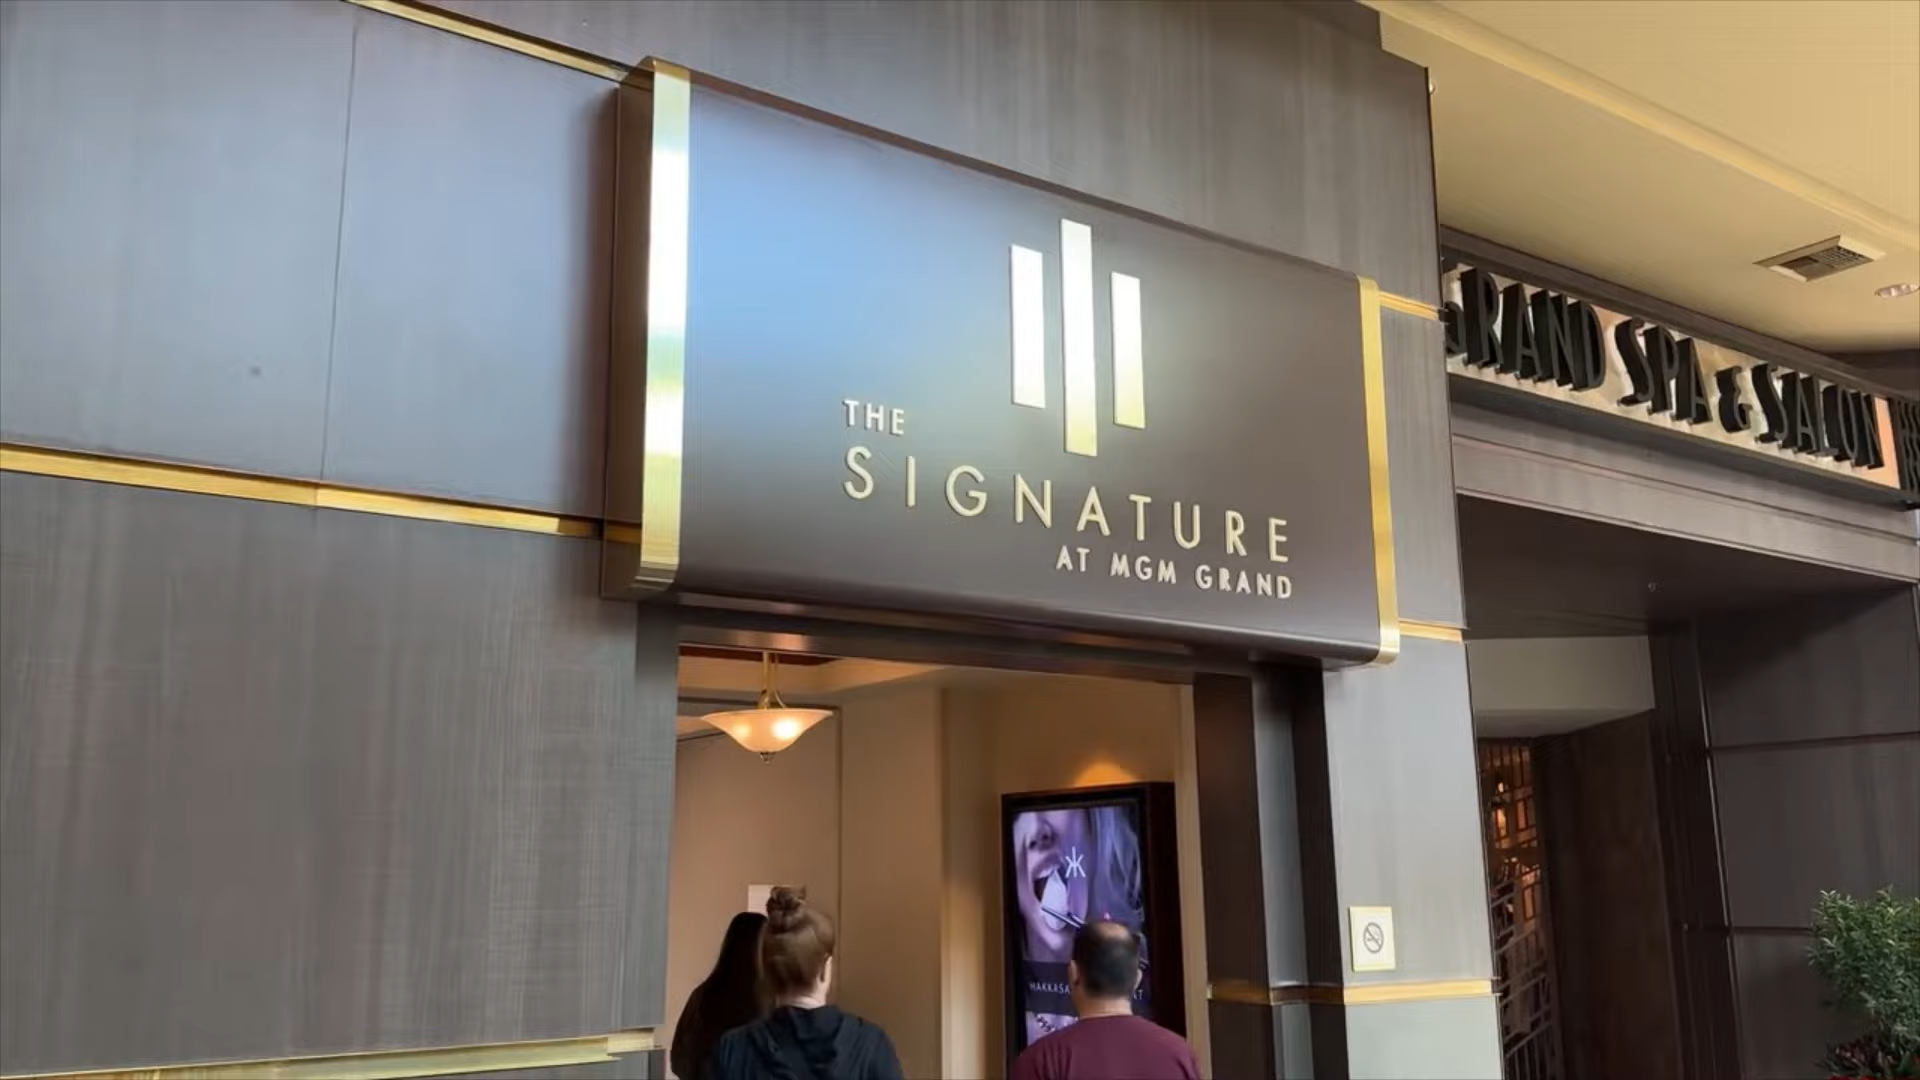 THE
SIGNATURE
AT MGM GRAND
GRAND SPA & SALON